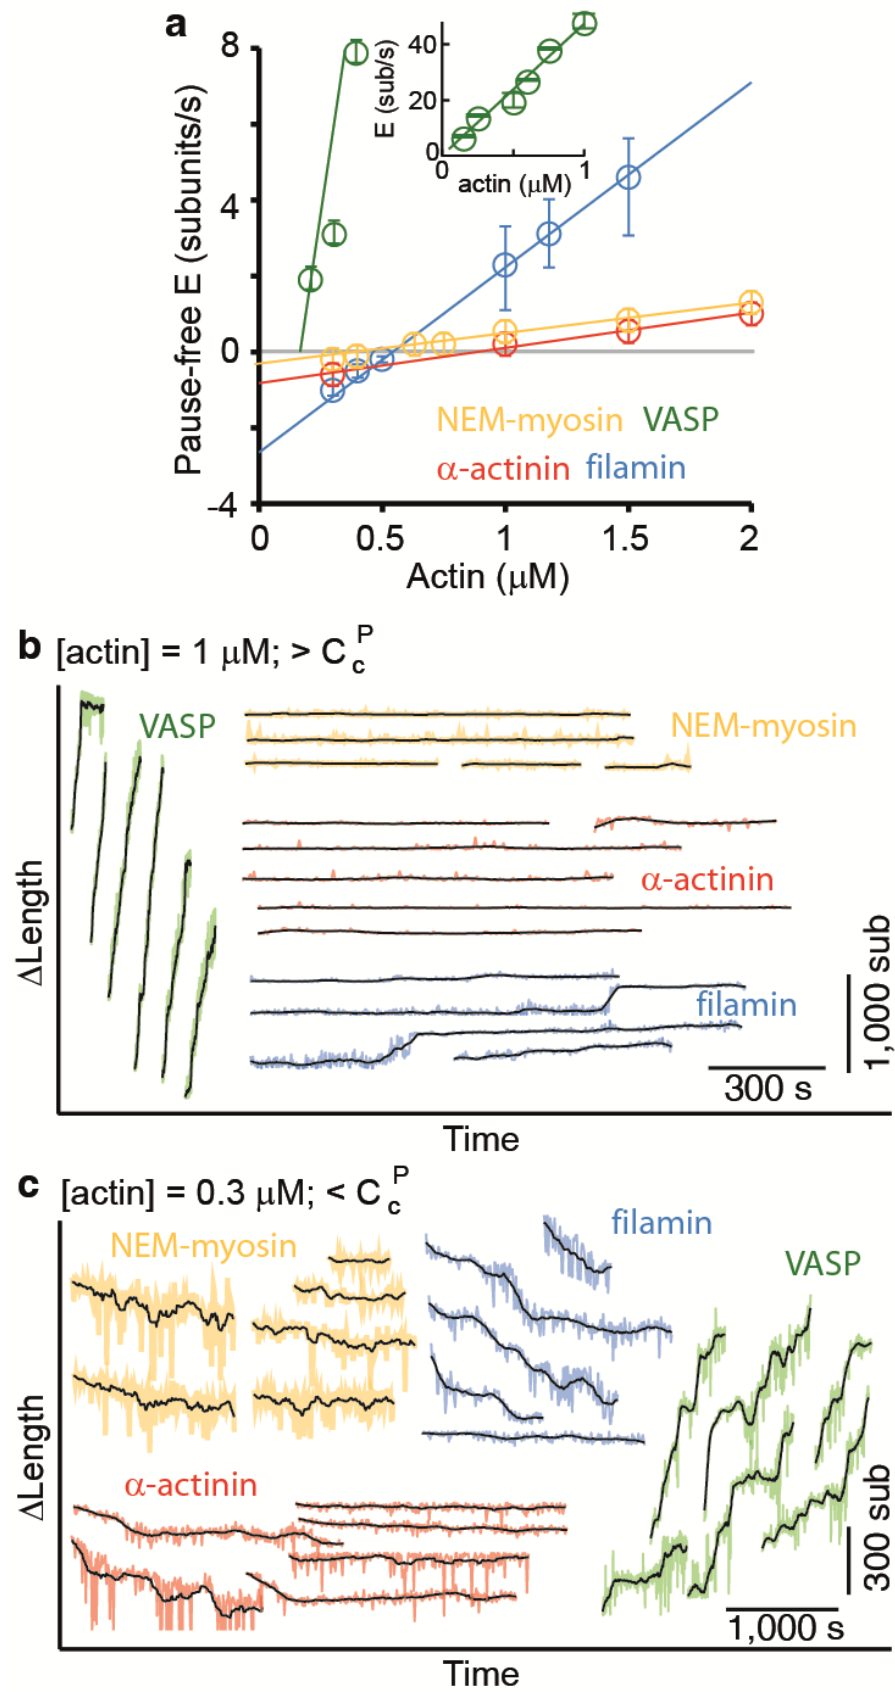 a
Pause-free E (subunits/s)
8
4
0
-4
0 0.5 1 1.5 2
Actin (μM)
E (sub/s)
40
20
0
0 1
actin (μM)
NEM-myosin VASP
α-actinin filamin
b [actin] = 1 μM; > C_c^P
ΔLength
VASP
NEM-myosin
α-actinin
filamin
1,000 sub
300 s
Time
c [actin] = 0.3 μM; < C_c^P
ΔLength
NEM-myosin
filamin
VASP
α-actinin
300 sub
1,000 s
Time